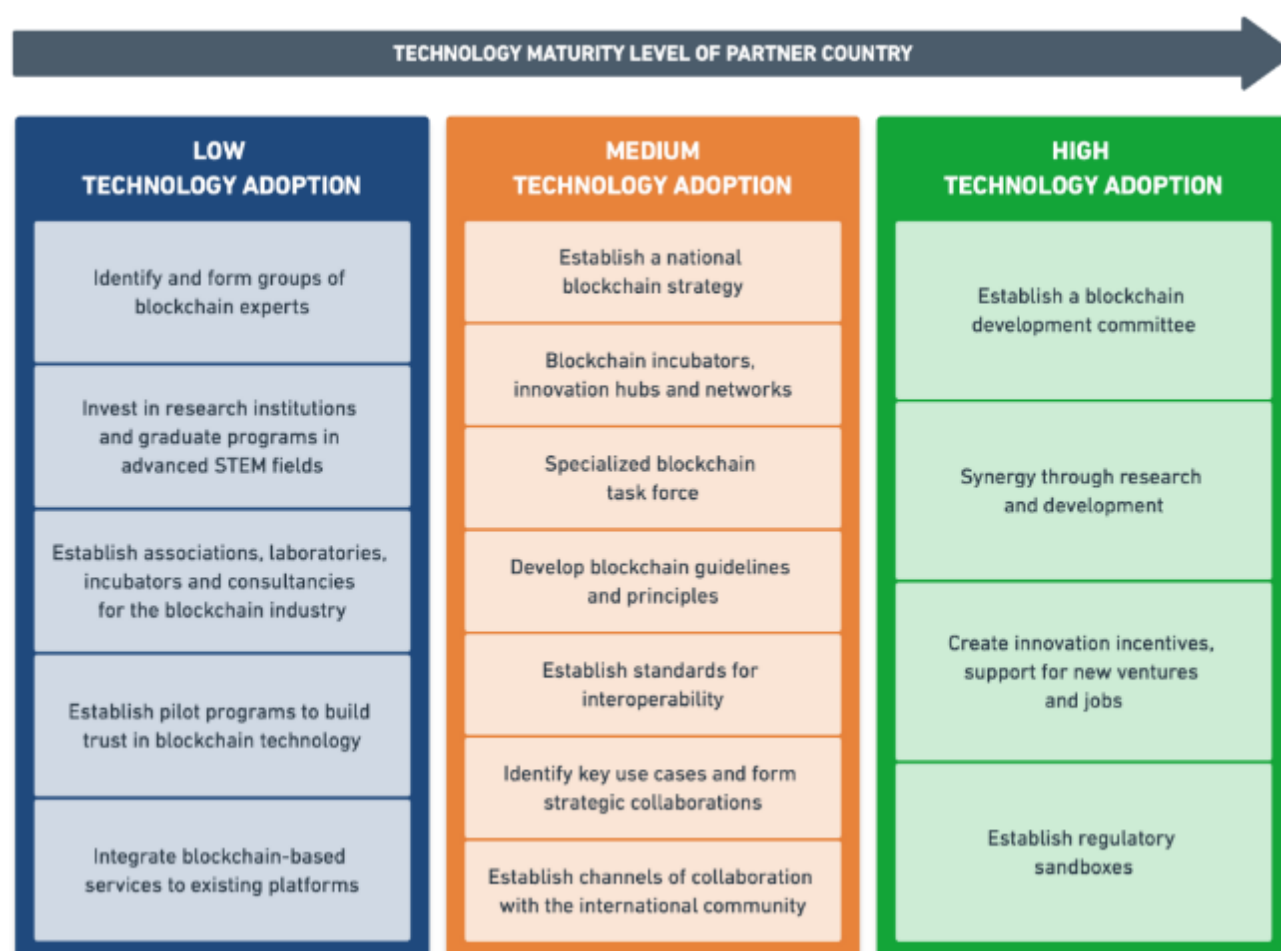 TECHNOLOGY MATURITY LEVEL OF PARTNER COUNTRY
LOW
TECHNOLOGY ADOPTION
Identify and form groups of
blockchain experts
Invest in research institutions
and graduate programs in
advanced STEM fields
Establish associations, laboratories,
incubators and consultancies
for the blockchain industry
Establish pilot programs to build
trust in blockchain technology
Integrate blockchain-based
services to existing platforms
MEDIUM
TECHNOLOGY ADOPTION
Establish a national
blockchain strategy
Blockchain incubators,
innovation hubs and networks
Specialized blockchain
task force
Develop blockchain guidelines
and principles
Establish standards for
interoperability
Identify key use cases and form
strategic collaborations
Establish channels of collaboration
with the international community
HIGH
TECHNOLOGY ADOPTION
Establish a blockchain
development committee
Synergy through research
and development
Create innovation incentives,
support for new ventures
and jobs
Establish regulatory
sandboxes